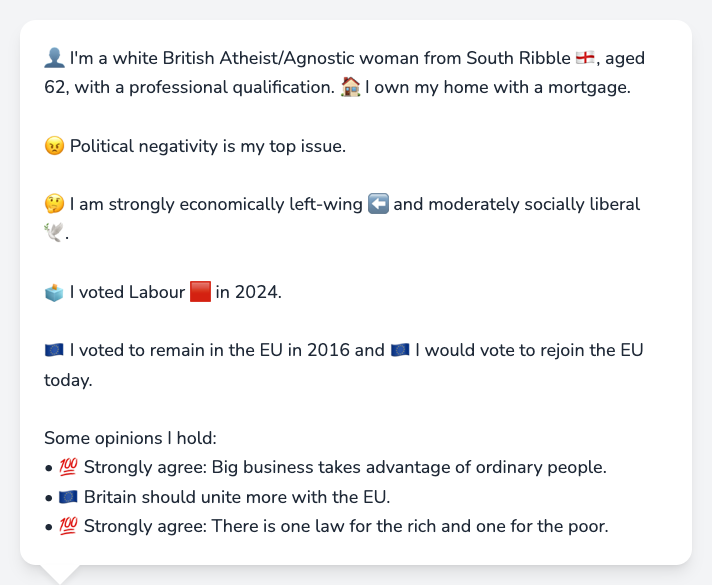 👤 I'm a white British Atheist/Agnostic woman from South Ribble 🏴󠁧󠁢󠁥󠁮󠁧󠁿, aged
62, with a professional qualification. 🏠 I own my home with a mortgage.
😠 Political negativity is my top issue.
🤔 I am strongly economically left-wing ⬅️ and moderately socially liberal
🕊️.
🗳️ I voted Labour 🟥 in 2024.
🇪🇺 I voted to remain in the EU in 2016 and 🇪🇺 I would vote to rejoin the EU
today.
Some opinions I hold:
• 💯 Strongly agree: Big business takes advantage of ordinary people.
• 🇪🇺 Britain should unite more with the EU.
• 💯 Strongly agree: There is one law for the rich and one for the poor.